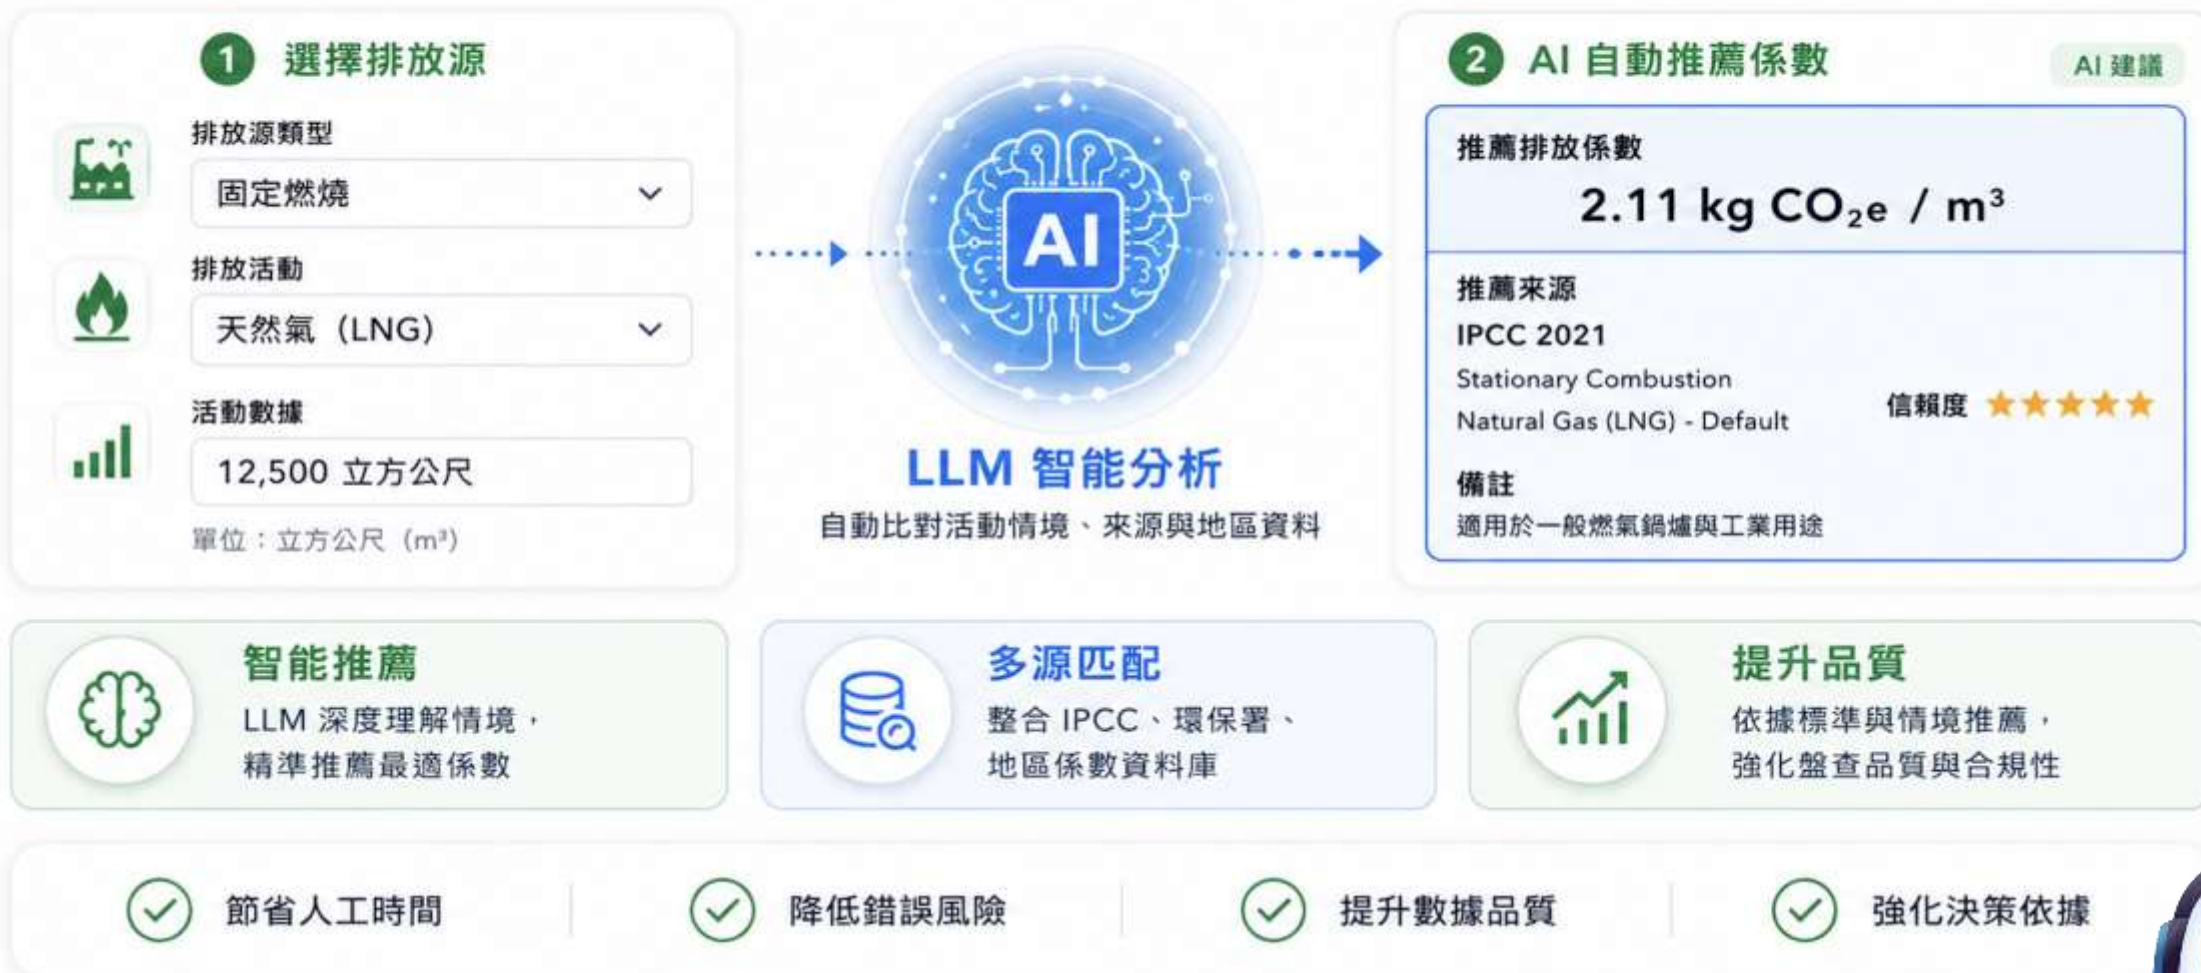 1 選擇排放源
排放源類型
固定燃燒
排放活動
天然氣（LNG）
活動數據
12,500 立方公尺
單位：立方公尺（m³）
AI
LLM 智能分析
自動比對活動情境、來源與地區資料
2 AI 自動推薦係數
AI 建議
推薦排放係數
2.11 kg CO₂e / m³
推薦來源
IPCC 2021
Stationary Combustion
Natural Gas (LNG) - Default
信賴度
備註
適用於一般燃氣鍋爐與工業用途
智能推薦
LLM 深度理解情境，
精準推薦最適係數
多源匹配
整合 IPCC、環保署、
地區係數資料庫
提升品質
依據標準與情境推薦，
強化盤查品質與合規性
節省人工時間
降低錯誤風險
提升數據品質
強化決策依據